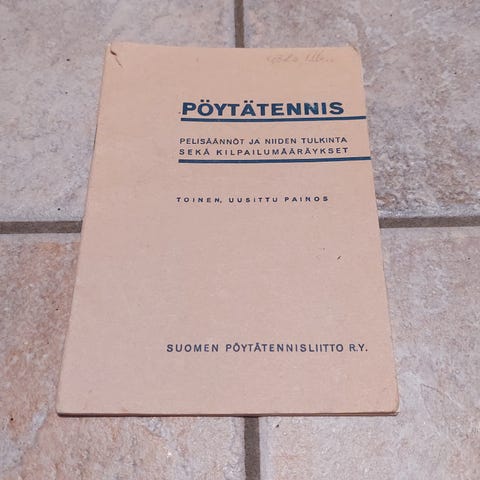 PÖYTÄTENNIS
PELISÄÄNNÖT JA NIIDEN TULKINTA
SEKÄ KILPAILUMÄÄRÄYKSET
TOINEN, UUSITTU PAINOS
SUOMEN PÖYTÄTENNISLIITTO R.Y.